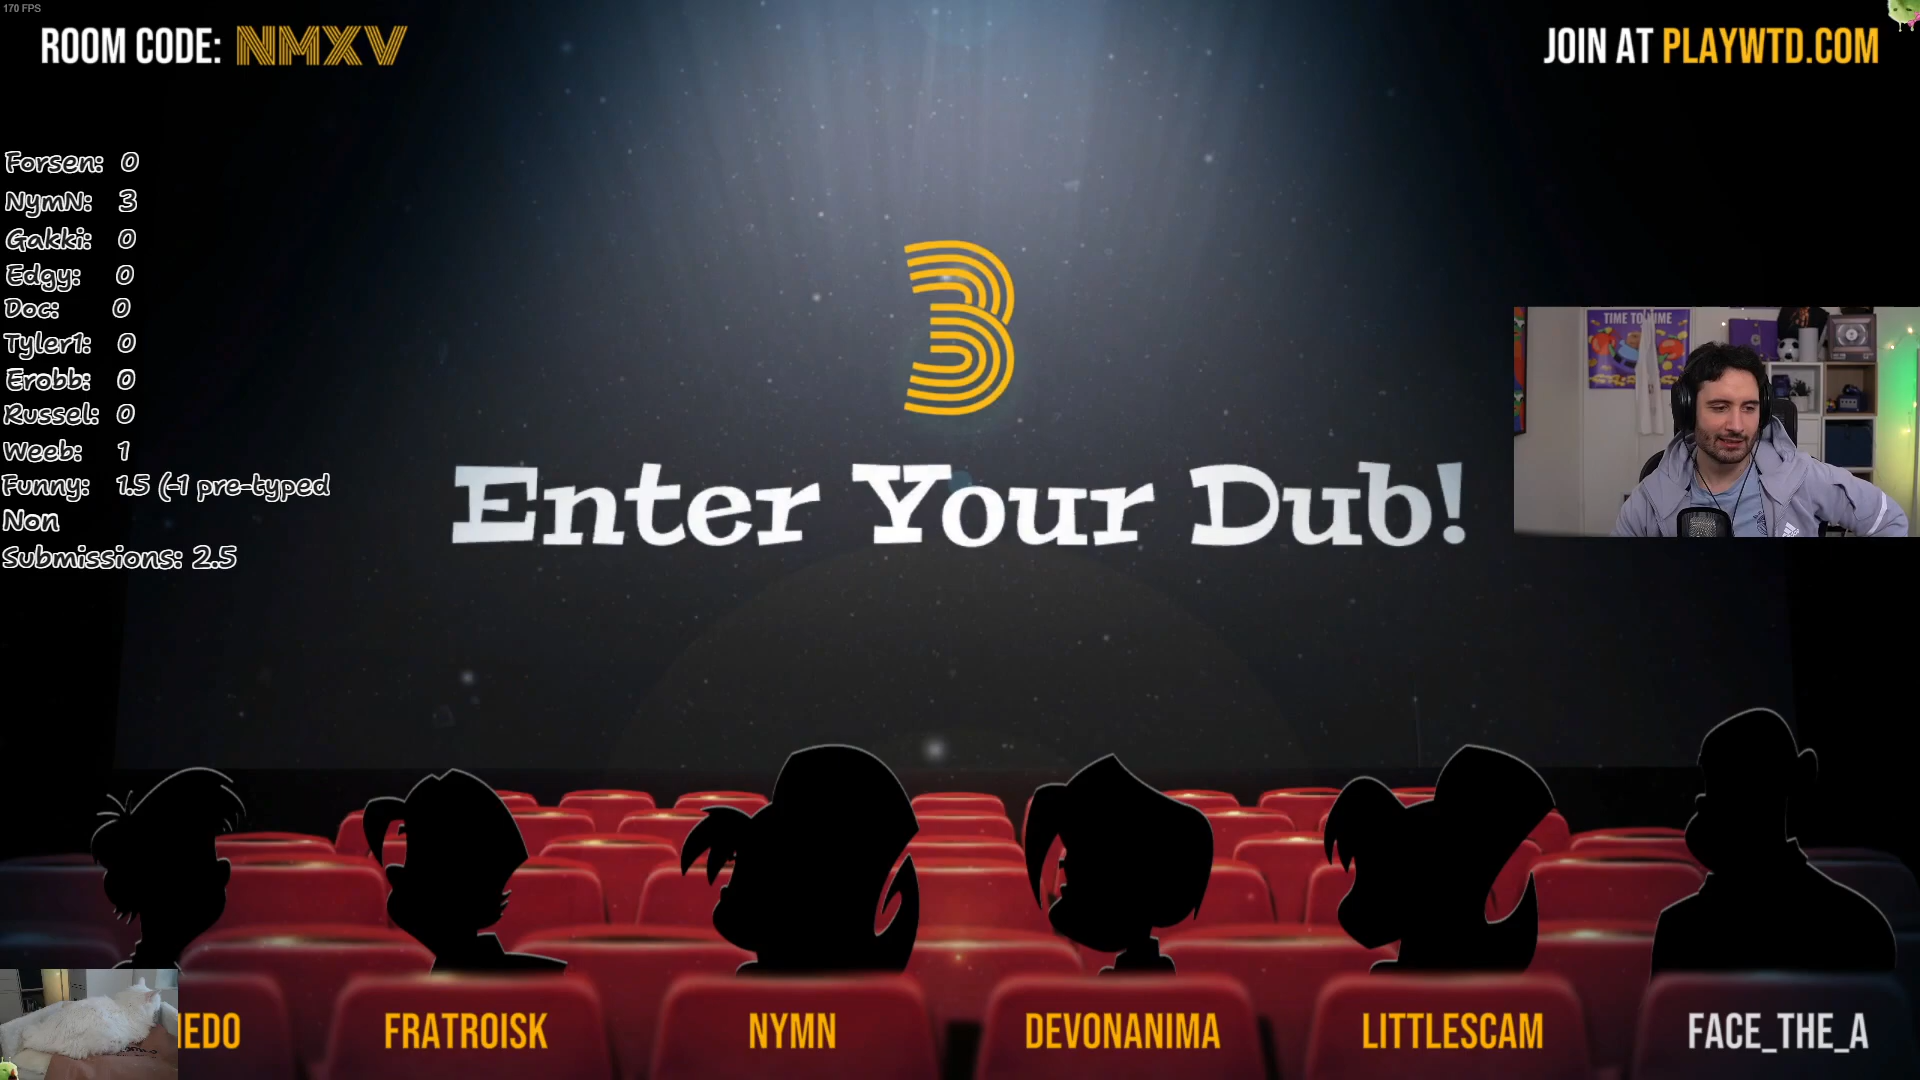 170 FPS
ROOM CODE: NMXV
JOIN AT PLAYWTD.COM
Forsen: 0
NymN: 3
Gakki: 0
Edgy: 0
Doc: 0
Tyler1: 0
Erobb: 0
Russel: 0
Weeb: 1
Funny: 1.5 (-1 pre-typed
Non
Submissions: 2.5
3
Enter Your Dub!
TIME TO
IEDO
FRATROISK
NYMN
DEVONANIMA
LITTLESCAM
FACE_THE_A